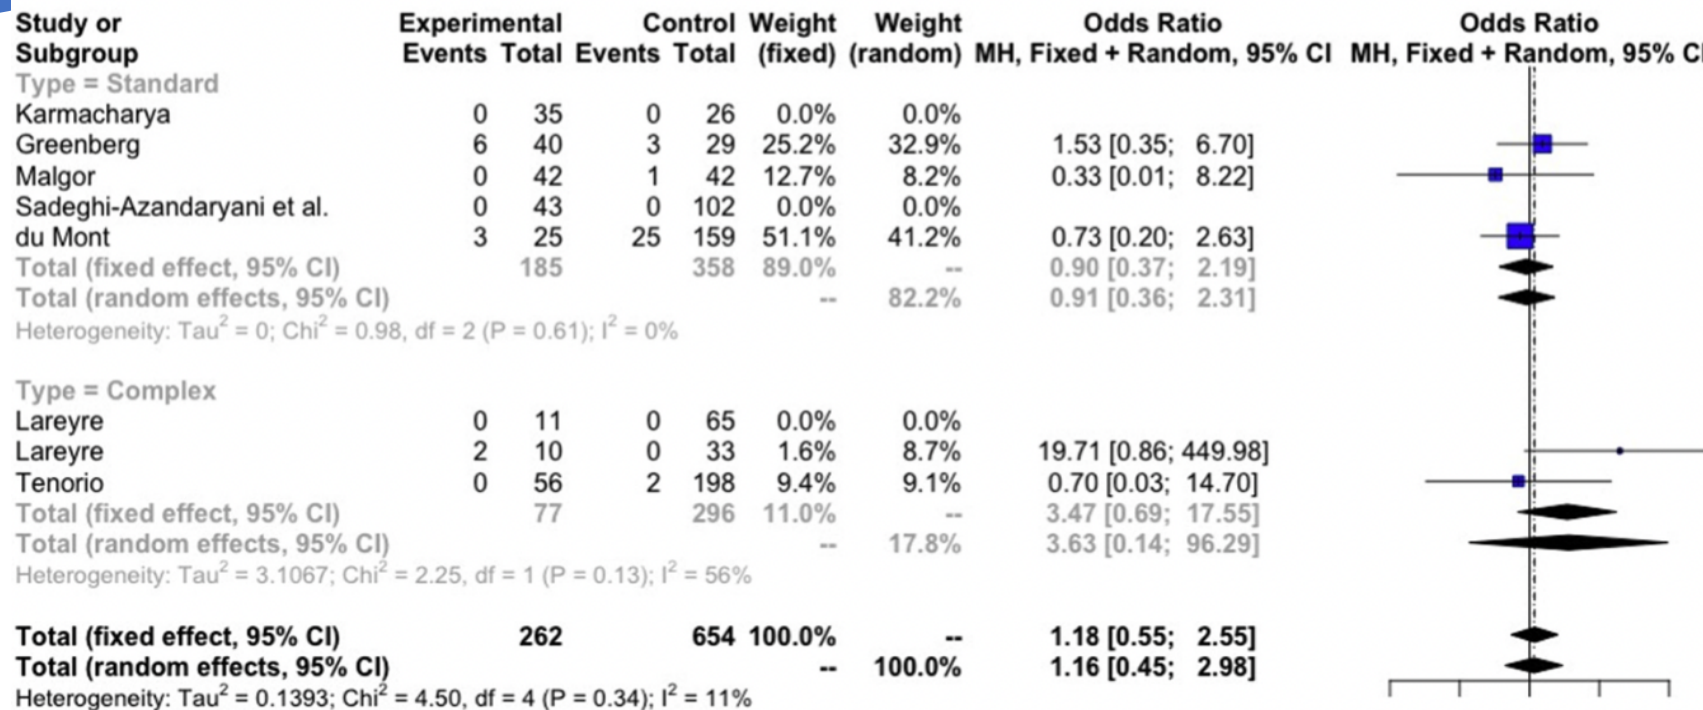 Study or Experimental Control Weight Weight Odds Ratio Odds Ratio
Subgroup Events Total Events Total (fixed) (random) MH, Fixed + Random, 95% CI MH, Fixed + Random, 95% CI
Type = Standard
Karmacharya 0 35 0 26 0.0% 0.0%
Greenberg 6 40 3 29 25.2% 32.9% 1.53 [0.35; 6.70]
Malgor 0 42 1 42 12.7% 8.2% 0.33 [0.01; 8.22]
Sadeghi-Azandaryani et al. 0 43 0 102 0.0% 0.0%
du Mont 3 25 25 159 51.1% 41.2% 0.73 [0.20; 2.63]
Total (fixed effect, 95% CI) 185 358 89.0% -- 0.90 [0.37; 2.19]
Total (random effects, 95% CI) -- 82.2% 0.91 [0.36; 2.31]
Heterogeneity: Tau² = 0; Chi² = 0.98, df = 2 (P = 0.61); I² = 0%
Type = Complex
Lareyre 0 11 0 65 0.0% 0.0%
Lareyre 2 10 0 33 1.6% 8.7% 19.71 [0.86; 449.98]
Tenorio 0 56 2 198 9.4% 9.1% 0.70 [0.03; 14.70]
Total (fixed effect, 95% CI) 77 296 11.0% -- 3.47 [0.69; 17.55]
Total (random effects, 95% CI) -- 17.8% 3.63 [0.14; 96.29]
Heterogeneity: Tau² = 3.1067; Chi² = 2.25, df = 1 (P = 0.13); I² = 56%
Total (fixed effect, 95% CI) 262 654 100.0% -- 1.18 [0.55; 2.55]
Total (random effects, 95% CI) -- 100.0% 1.16 [0.45; 2.98]
Heterogeneity: Tau² = 0.1393; Chi² = 4.50, df = 4 (P = 0.34); I² = 11%